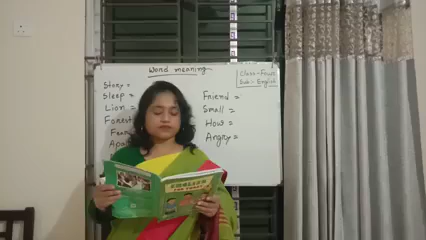 Word meaning
Class-Four
Sub:- English
Story =
Sleep =
Lion =
Forest
Friend =
Small =
How =
Angry =
ENGLISH